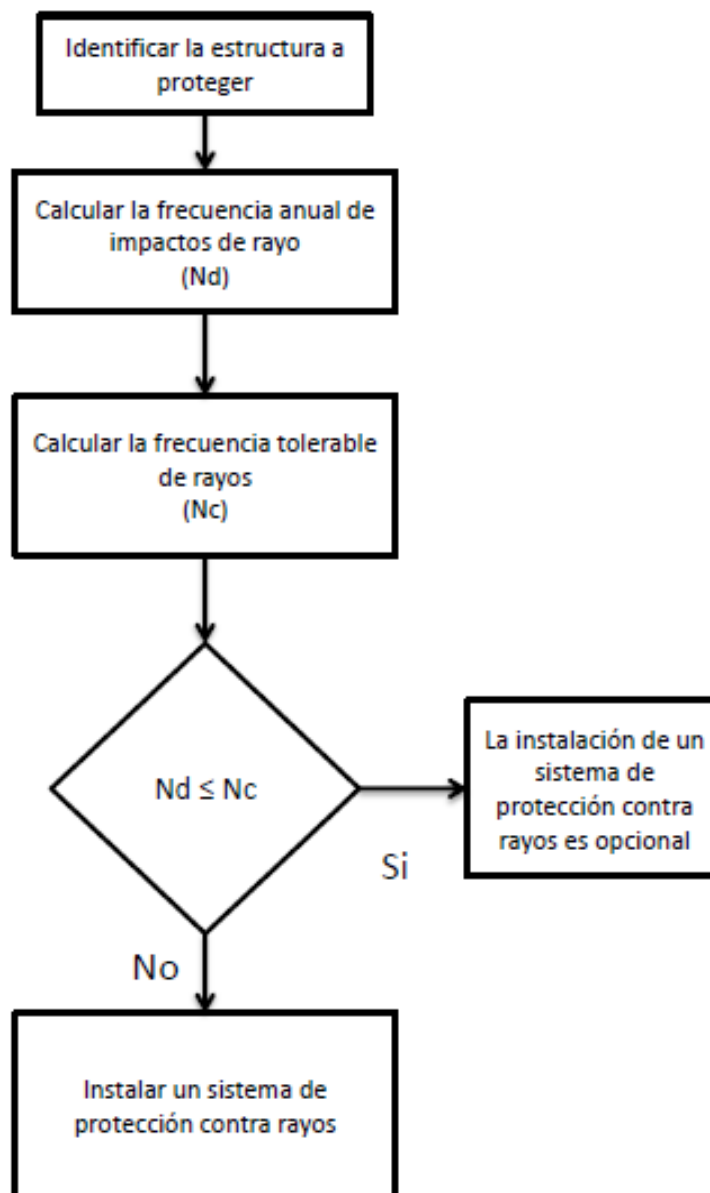 Identificar la estructura a
proteger
Calcular la frecuencia anual de
impactos de rayo
(Nd)
Calcular la frecuencia tolerable
de rayos
(Nc)
Nd ≤ Nc
La instalación de un
sistema de
protección contra
rayos es opcional
Si
No
Instalar un sistema de
protección contra rayos